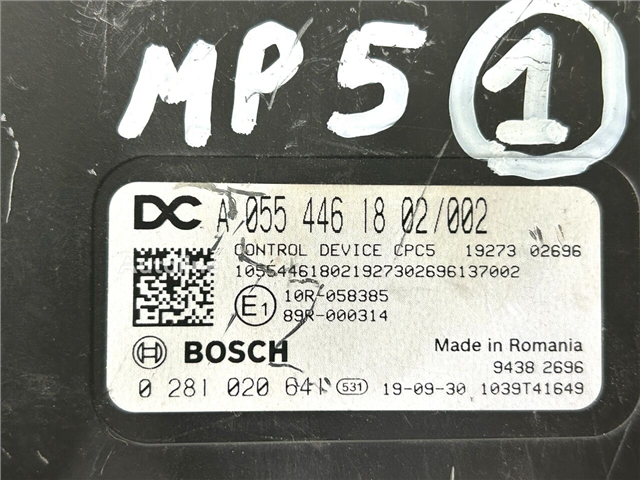 MP5 1
DC A 055 446 18 02/002
CONTROL DEVICE CPC5 19273 02696
10554461802192730269613 7002
E1
10R-058385
89R-000314
BOSCH
Made in Romania
9438 2696
0 281 020 641 531 19-09-30 1039T41649